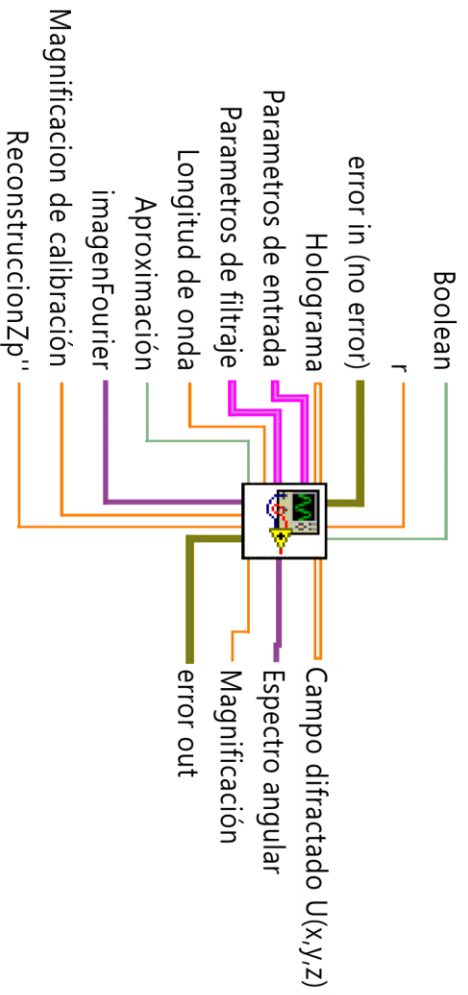 Boolean
r
error in (no error)
Holograma
Parametros de entrada
Parametros de filtraje
Longitud de onda
Aproximación
imagenFourier
Magnificacion de calibración
ReconstruccionZp''
Campo difractado U(x,y,z)
Espectro angular
Magnificación
error out